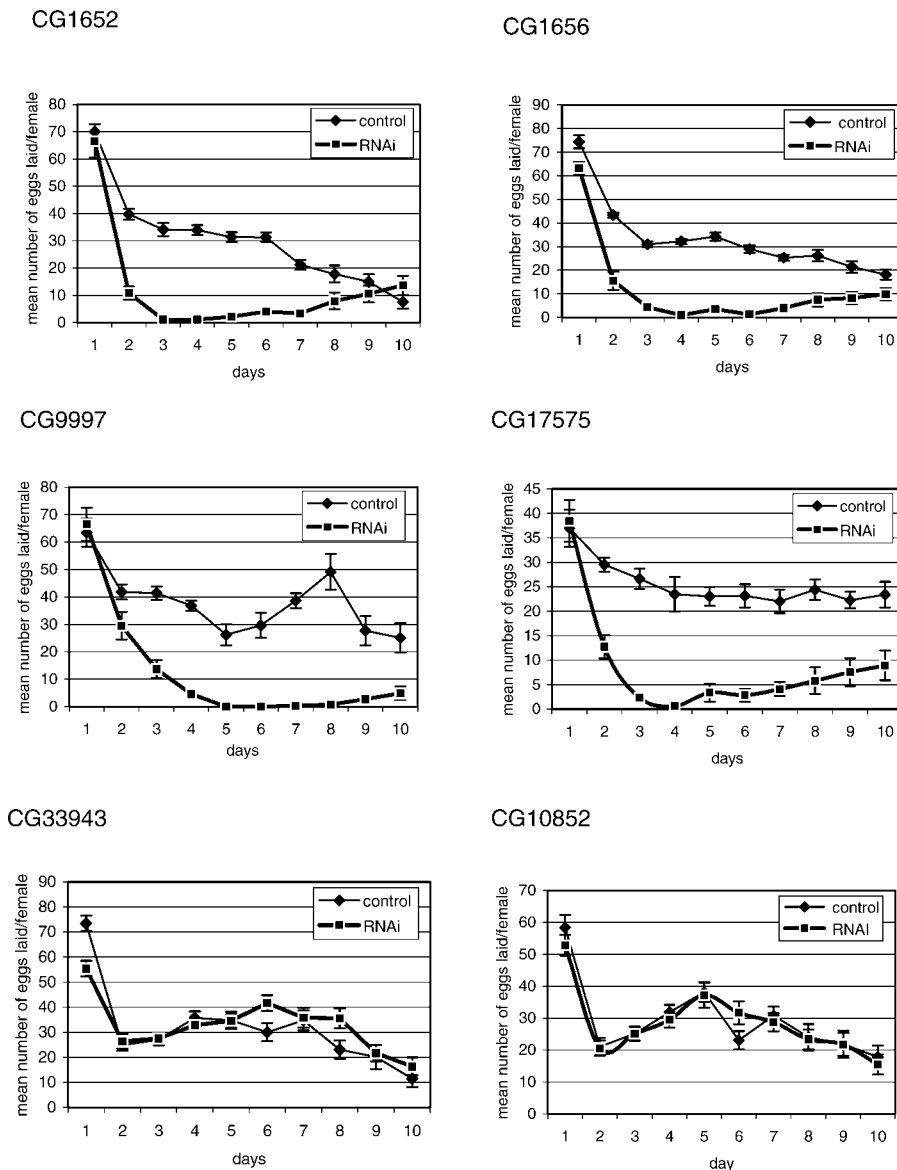 CG1652
mean number of eggs laid/female
80
70
60
50
40
30
20
10
0
control
RNAi
1 2 3 4 5 6 7 8 9 10
days
CG1656
mean number of eggs laid/female
90
80
70
60
50
40
30
20
10
0
control
RNAi
1 2 3 4 5 6 7 8 9 10
days
CG9997
mean number of eggs laid/female
80
70
60
50
40
30
20
10
0
control
RNAi
1 2 3 4 5 6 7 8 9 10
days
CG17575
mean number of eggs laid/female
45
40
35
30
25
20
15
10
5
0
control
RNAi
1 2 3 4 5 6 7 8 9 10
days
CG33943
mean number of eggs laid/female
90
80
70
60
50
40
30
20
10
0
control
RNAi
1 2 3 4 5 6 7 8 9 10
days
CG10852
mean number of eggs laid/female
70
60
50
40
30
20
10
0
control
RNAI
1 2 3 4 5 6 7 8 9 10
day